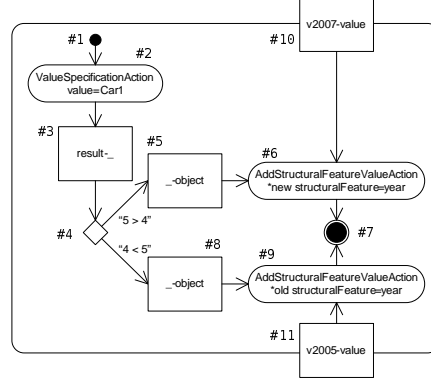 #1
#2
#10
v2007-value
ValueSpecificationAction
value=Car1
#3
#5
#6
result-_
_-object
AddStructuralFeatureValueAction
*new structuralFeature=year
#4
"5 > 4"
#7
"4 < 5"
#8
#9
_-object
AddStructuralFeatureValueAction
*old structuralFeature=year
#11
v2005-value